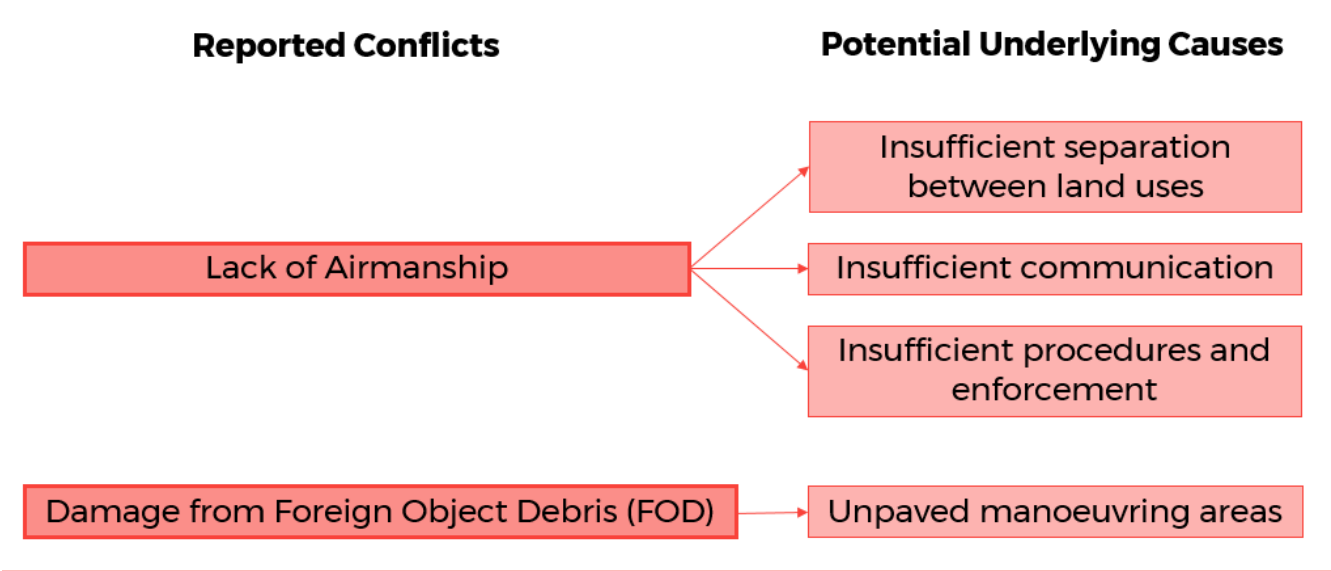 Reported Conflicts
Potential Underlying Causes
Lack of Airmanship
Insufficient separation
between land uses
Insufficient communication
Insufficient procedures and
enforcement
Damage from Foreign Object Debris (FOD)
Unpaved manoeuvring areas